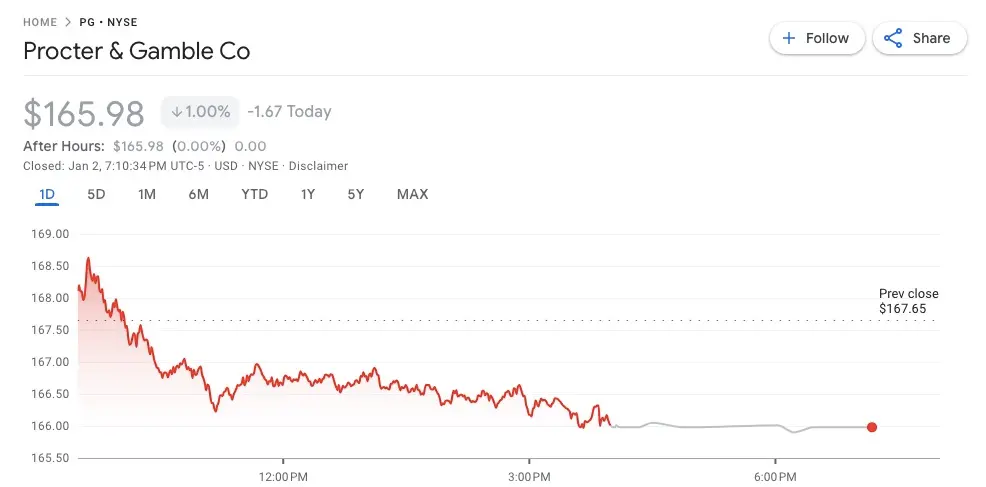 HOME > PG • NYSE
Procter & Gamble Co
+ Follow
Share
$165.98 ↓1.00% -1.67 Today
After Hours: $165.98 (0.00%) 0.00
Closed: Jan 2, 7:10:34 PM UTC-5 · USD · NYSE · Disclaimer
1D 5D 1M 6M YTD 1Y 5Y MAX
169.00
168.50
168.00
Prev close
$167.65
167.50
167.00
166.50
166.00
165.50
12:00 PM 3:00 PM 6:00 PM